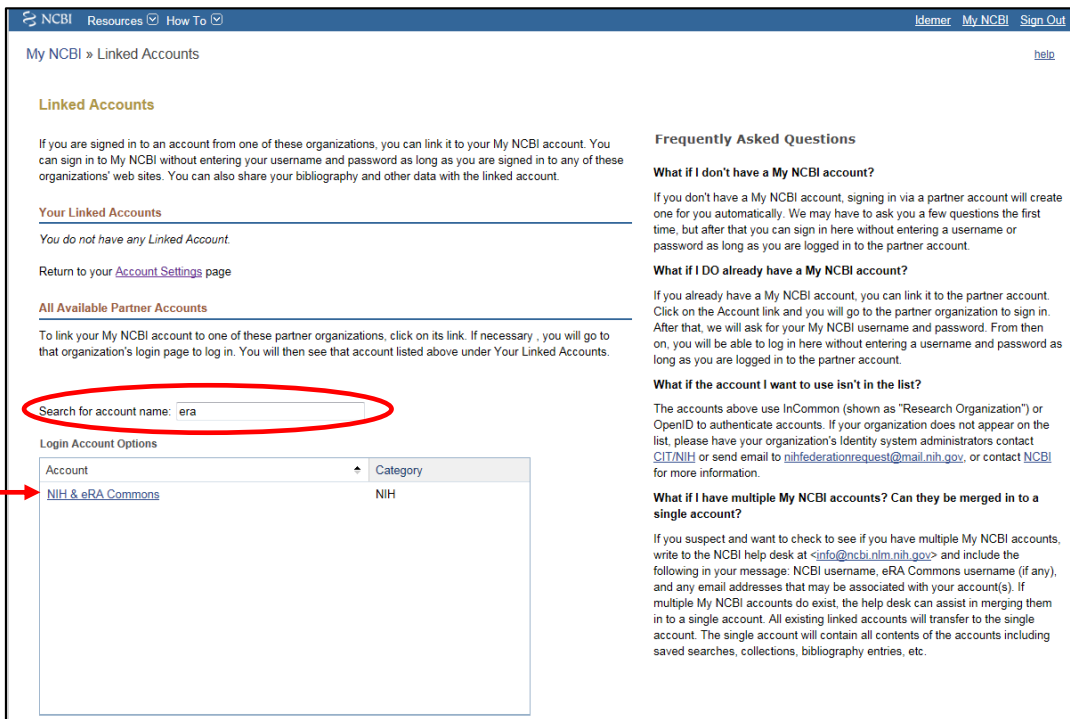 NCBI Resources How To Idemer My NCBI Sign Out
My NCBI » Linked Accounts
help
Linked Accounts
If you are signed in to an account from one of these organizations, you can link it to your My NCBI account. You
can sign in to My NCBI without entering your username and password as long as you are signed in to any of these
organizations' web sites. You can also share your bibliography and other data with the linked account.
Your Linked Accounts
You do not have any Linked Account.
Return to your Account Settings page
All Available Partner Accounts
To link your My NCBI account to one of these partner organizations, click on its link. If necessary , you will go to
that organization's login page to log in. You will then see that account listed above under Your Linked Accounts.
Search for account name: era
Login Account Options
Account Category
NIH & eRA Commons NIH
Frequently Asked Questions
What if I don't have a My NCBI account?
If you don't have a My NCBI account, signing in via a partner account will create
one for you automatically. We may have to ask you a few questions the first
time, but after that you can sign in here without entering a username or
password as long as you are logged in to the partner account.
What if I DO already have a My NCBI account?
If you already have a My NCBI account, you can link it to the partner account.
Click on the Account link and you will go to the partner organization to sign in.
After that, we will ask for your My NCBI username and password. From then
on, you will be able to log in here without entering a username and password as
long as you are logged in to the partner account.
What if the account I want to use isn't in the list?
The accounts above use InCommon (shown as "Research Organization") or
OpenID to authenticate accounts. If your organization does not appear on the
list, please have your organization's Identity system administrators contact
CIT/NIH or send email to nihfederationrequest@mail.nih.gov, or contact NCBI
for more information.
What if I have multiple My NCBI accounts? Can they be merged in to a
single account?
If you suspect and want to check to see if you have multiple My NCBI accounts,
write to the NCBI help desk at <info@ncbi.nlm.nih.gov> and include the
following in your message: NCBI username, eRA Commons username (if any),
and any email addresses that may be associated with your account(s). If
multiple My NCBI accounts do exist, the help desk can assist in merging them
in to a single account. All existing linked accounts will transfer to the single
account. The single account will contain all contents of the accounts including
saved searches, collections, bibliography entries, etc.